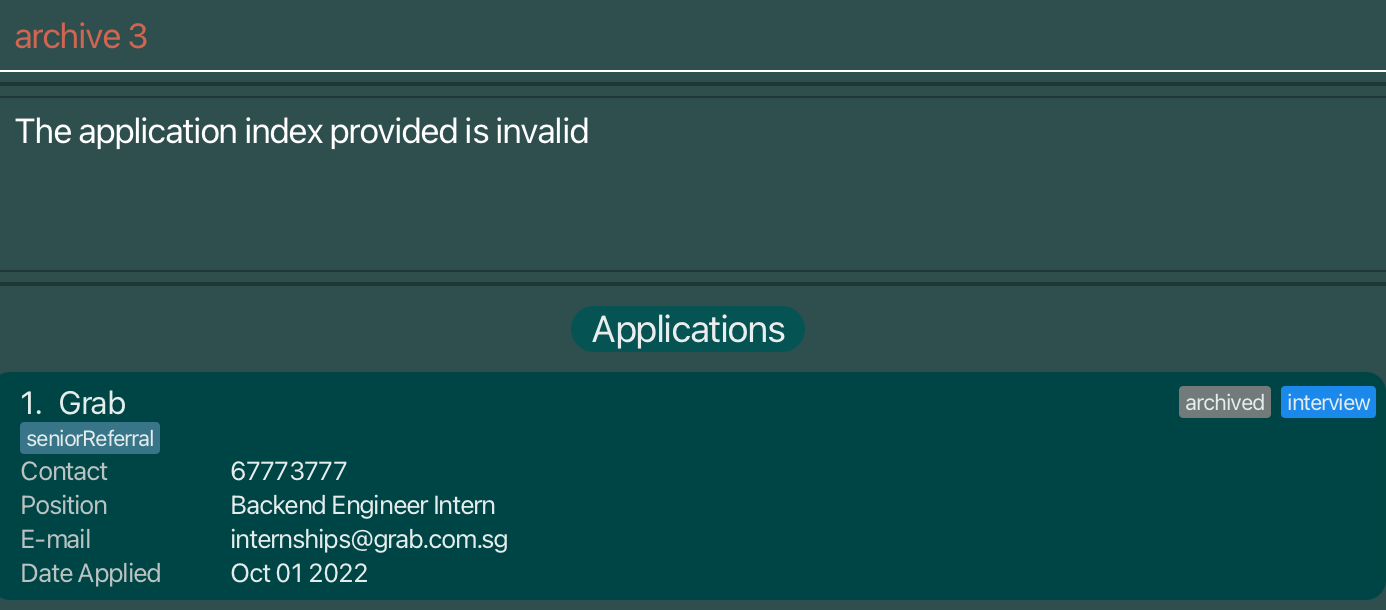 archive 3
The application index provided is invalid
Applications
1. Grab
archived interview
seniorReferral
Contact 67773777
Position Backend Engineer Intern
E-mail internships@grab.com.sg
Date Applied Oct 01 2022